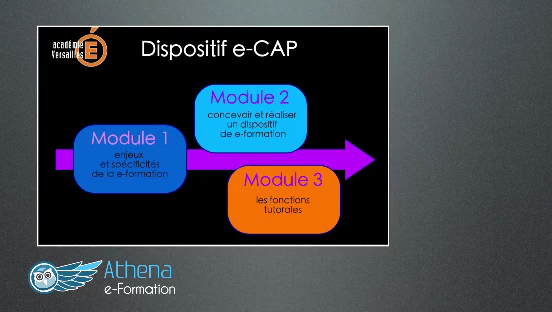 académie
Versailles
Dispositif e-CAP
Module 2
concevoir et réaliser
un dispositif
de e-formation
Module 1
enjeux
et spécificités
de la e-formation
Module 3
les fonctions
tutorales
Athena
e-Formation